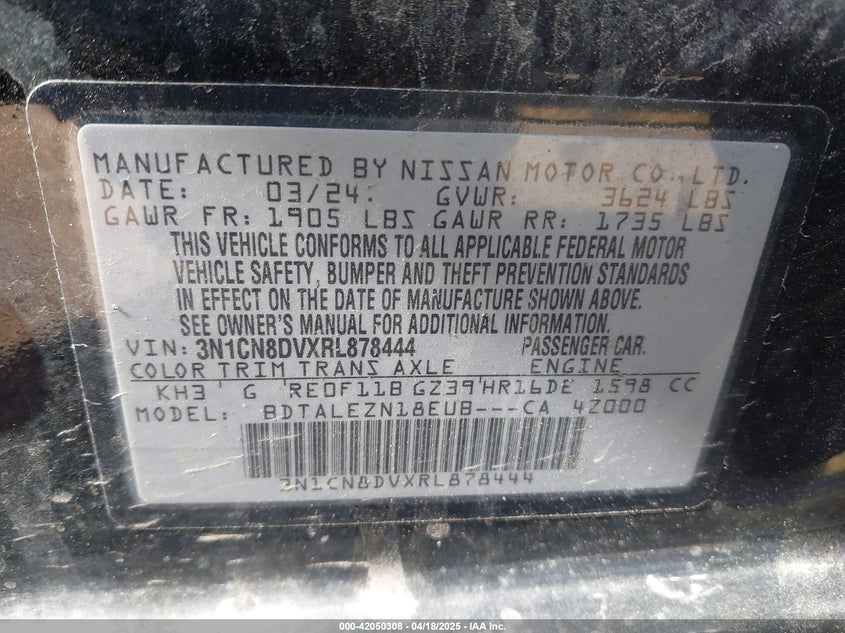 MANUFACTURED BY NISSAN MOTOR CO., LTD.
DATE: 03/24. GVWR: 3624 LBS
GAWR FR: 1905 LBS GAWR RR: 1735 LBS
THIS VEHICLE CONFORMS TO ALL APPLICABLE FEDERAL MOTOR
VEHICLE SAFETY, BUMPER AND THEFT PREVENTION STANDARDS
IN EFFECT ON THE DATE OF MANUFACTURE SHOWN ABOVE.
SEE OWNER'S MANUAL FOR ADDITIONAL INFORMATION.
VIN: 3N1CN8DVXRL878444 PASSENGER CAR.
COLOR TRIM TRANS AXLE ENGINE
KH3 G RE0F11B GZ39 HR16DE 1598 CC
MODEL: BDTALEZN18EUB---CA 4Z000
3N1CN8DVXRL878444
000-42050308 - 04/18/2025 - IAA Inc.